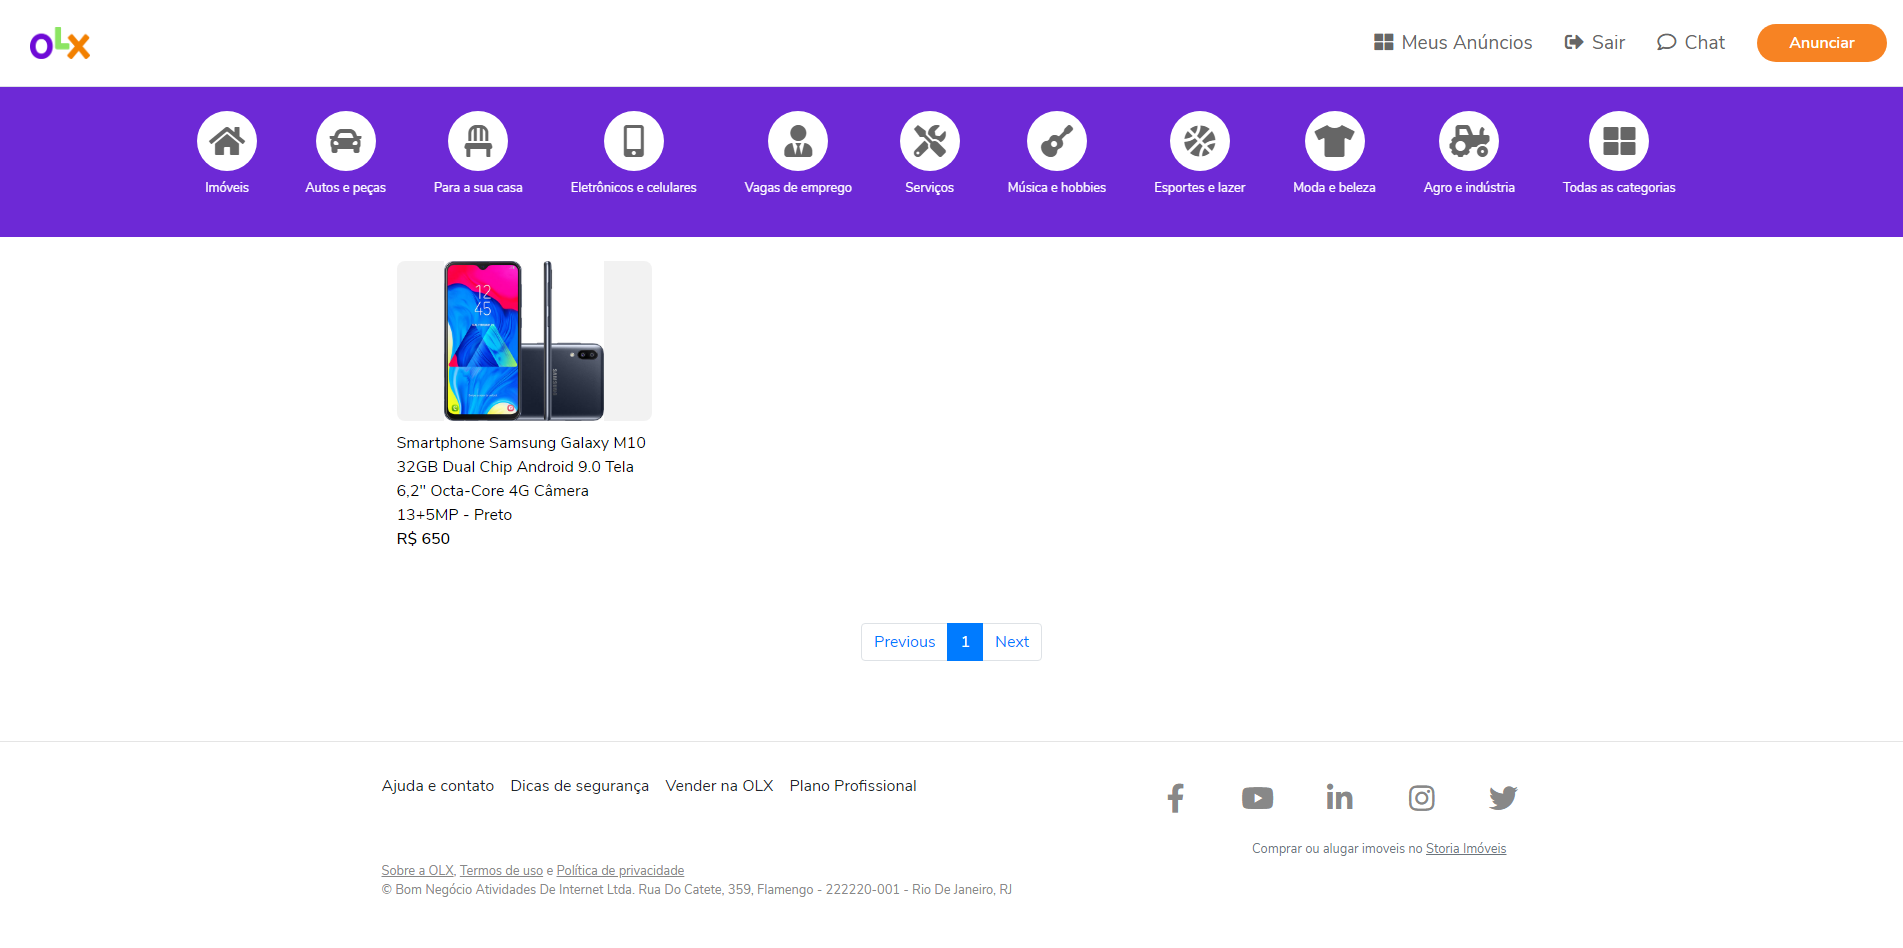 OLX
Meus Anúncios Sair Chat Anunciar
Imóveis Autos e peças Para a sua casa Eletrônicos e celulares Vagas de emprego Serviços Música e hobbies Esportes e lazer Moda e beleza Agro e indústria Todas as categorias
12
45
SAMSUNG
Smartphone Samsung Galaxy M10
32GB Dual Chip Android 9.0 Tela
6,2" Octa-Core 4G Câmera
13+5MP - Preto
R$ 650
Previous 1 Next
Ajuda e contato Dicas de segurança Vender na OLX Plano Profissional
Comprar ou alugar imoveis no Storia Imóveis
Sobre a OLX, Termos de uso e Política de privacidade
© Bom Negócio Atividades De Internet Ltda. Rua Do Catete, 359, Flamengo - 222220-001 - Rio De Janeiro, RJ